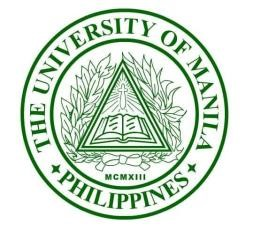 THE UNIVERSITY OF MANILA
MCMXIII
PHILIPPINES